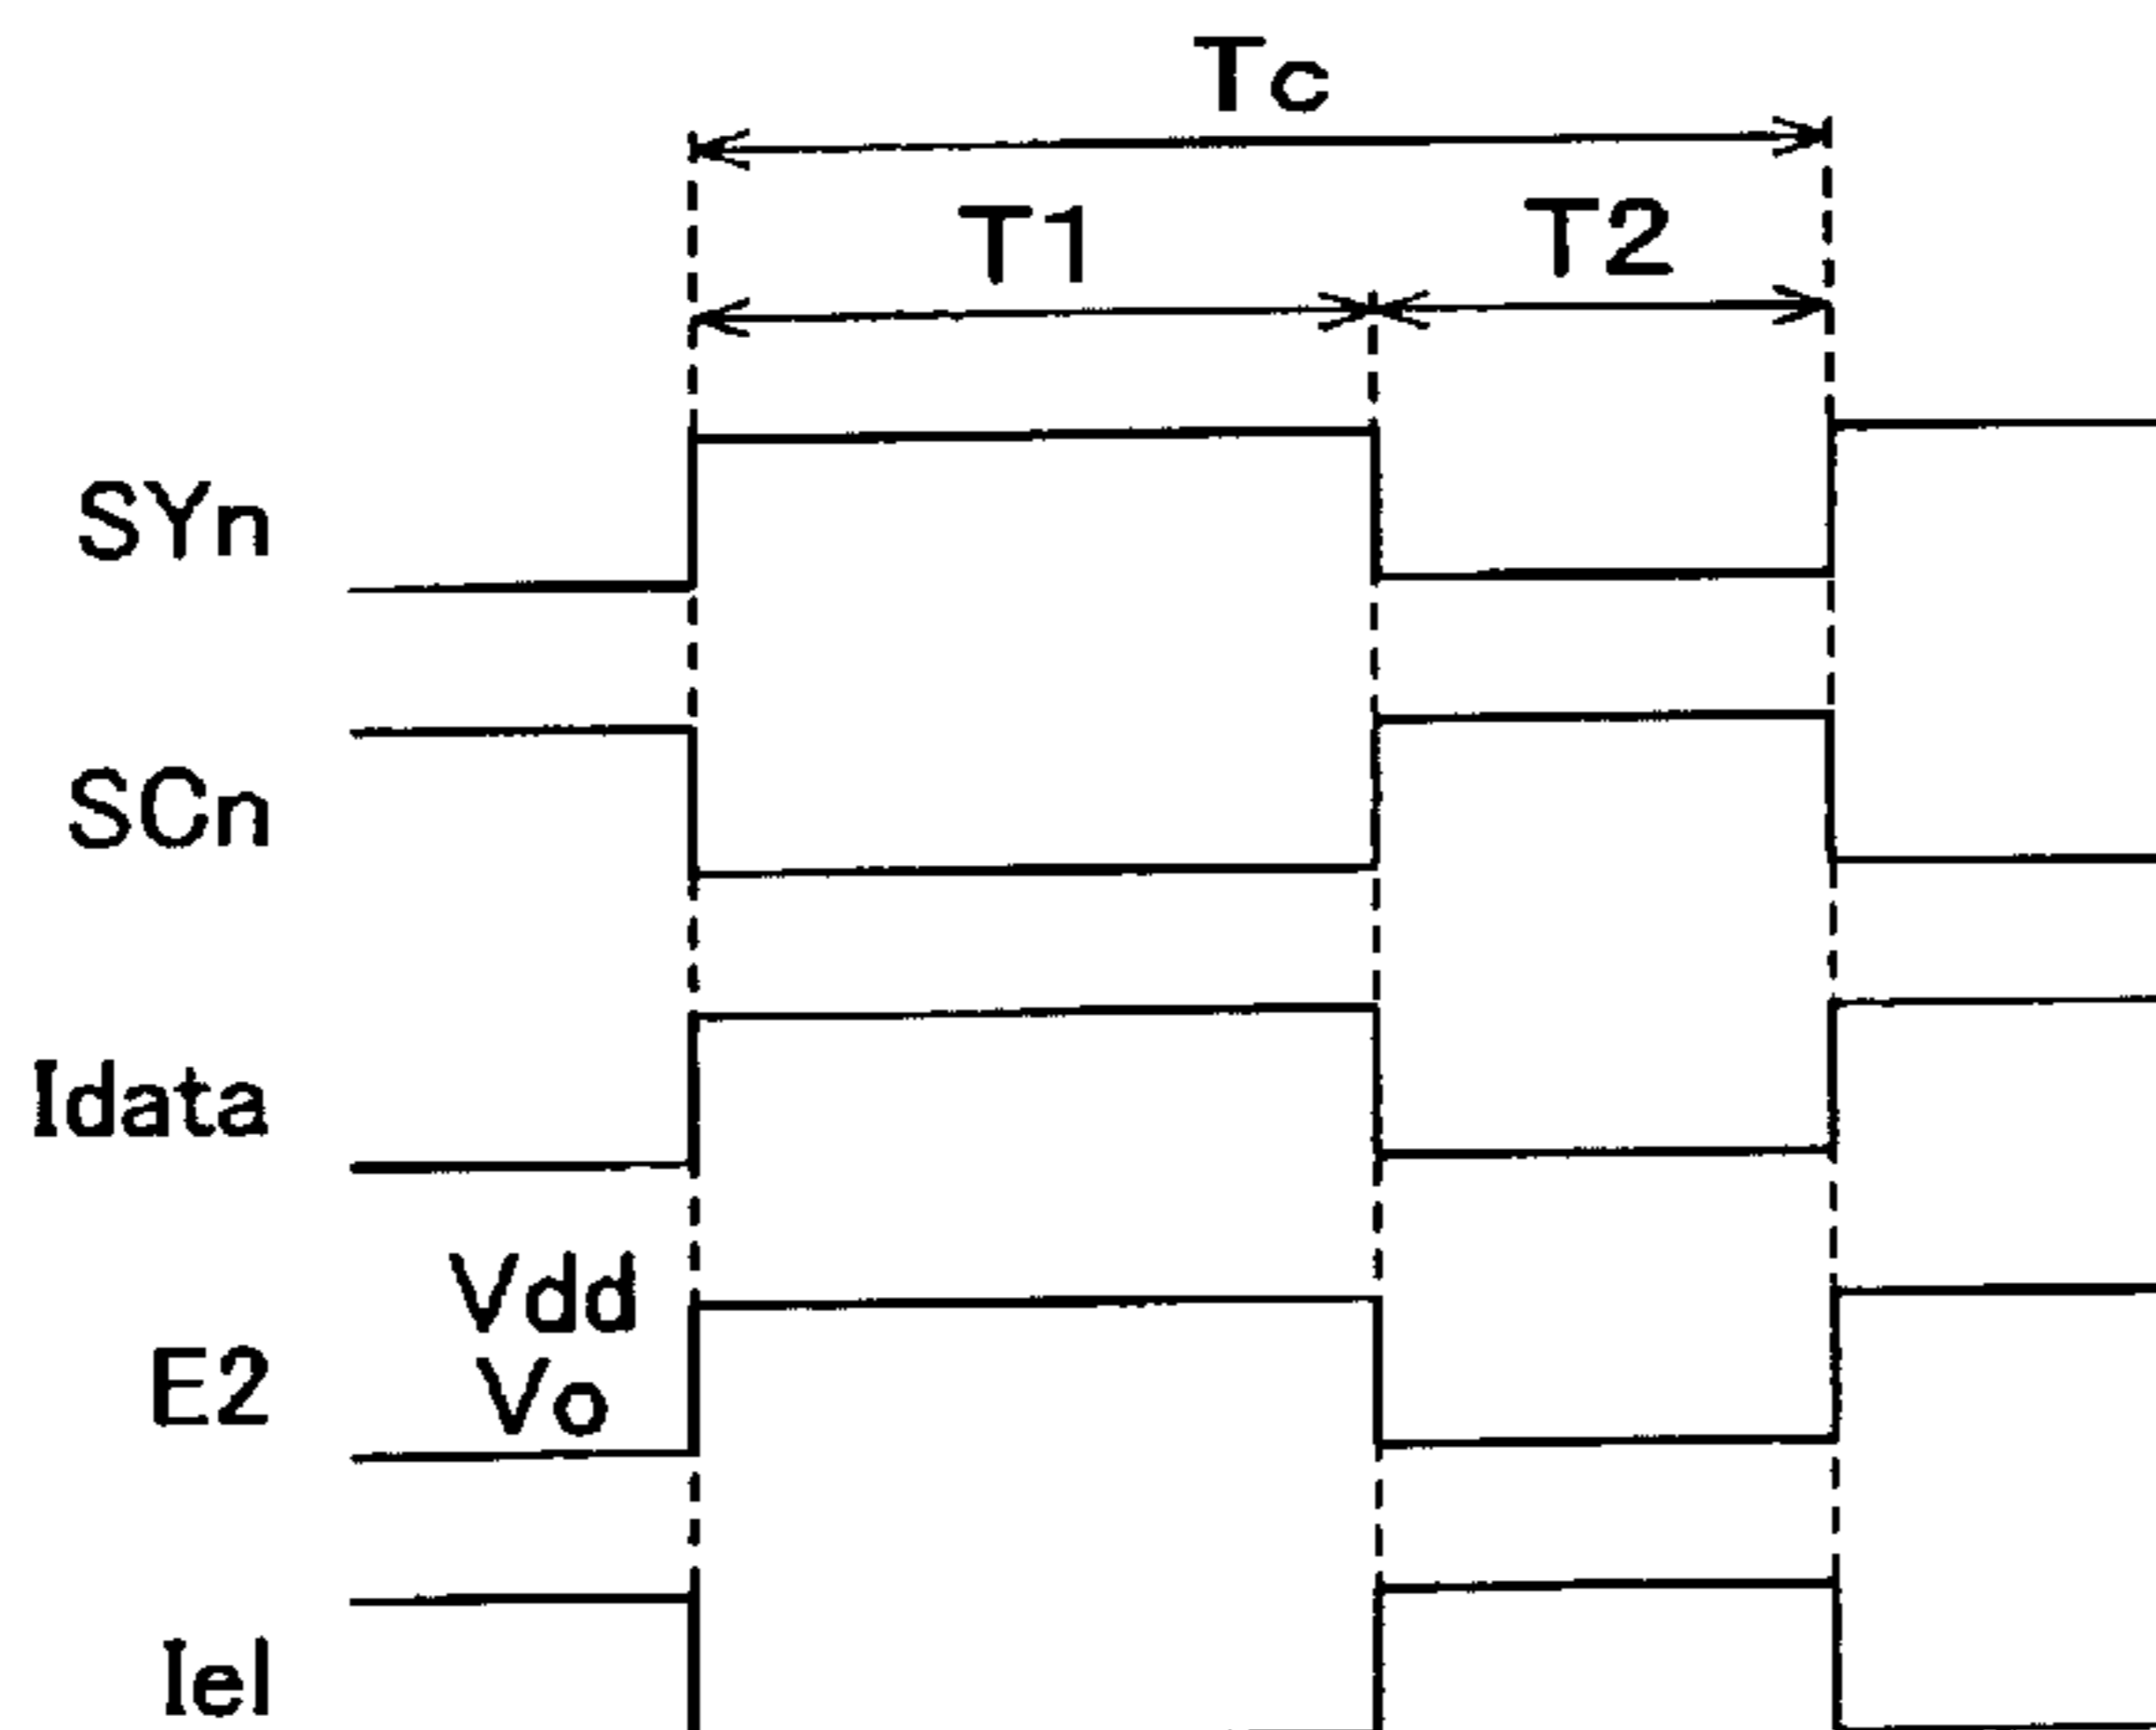 Tc
T1
T2
SYn
SCn
Idata
Vdd
E2
Vo
Iel